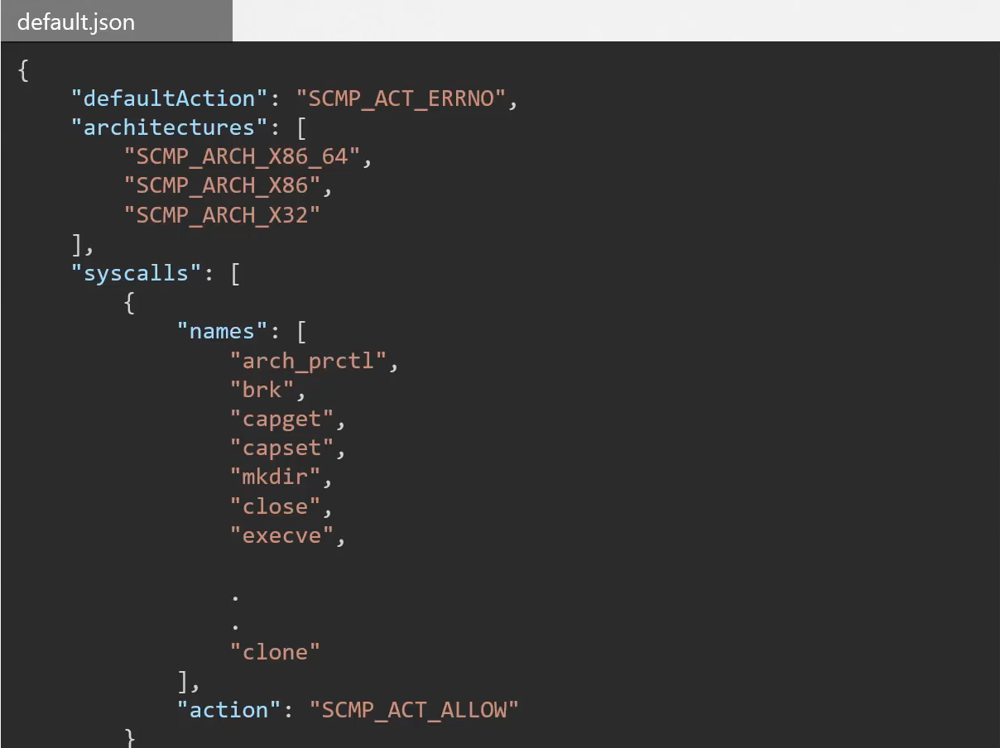 default.json
{
    "defaultAction": "SCMP_ACT_ERRNO",
    "architectures": [
        "SCMP_ARCH_X86_64",
        "SCMP_ARCH_X86",
        "SCMP_ARCH_X32"
    ],
    "syscalls": [
        {
            "names": [
                "arch_prctl",
                "brk",
                "capget",
                "capset",
                "mkdir",
                "close",
                "execve",
                .
                .
                "clone"
            ],
            "action": "SCMP_ACT_ALLOW"
        }